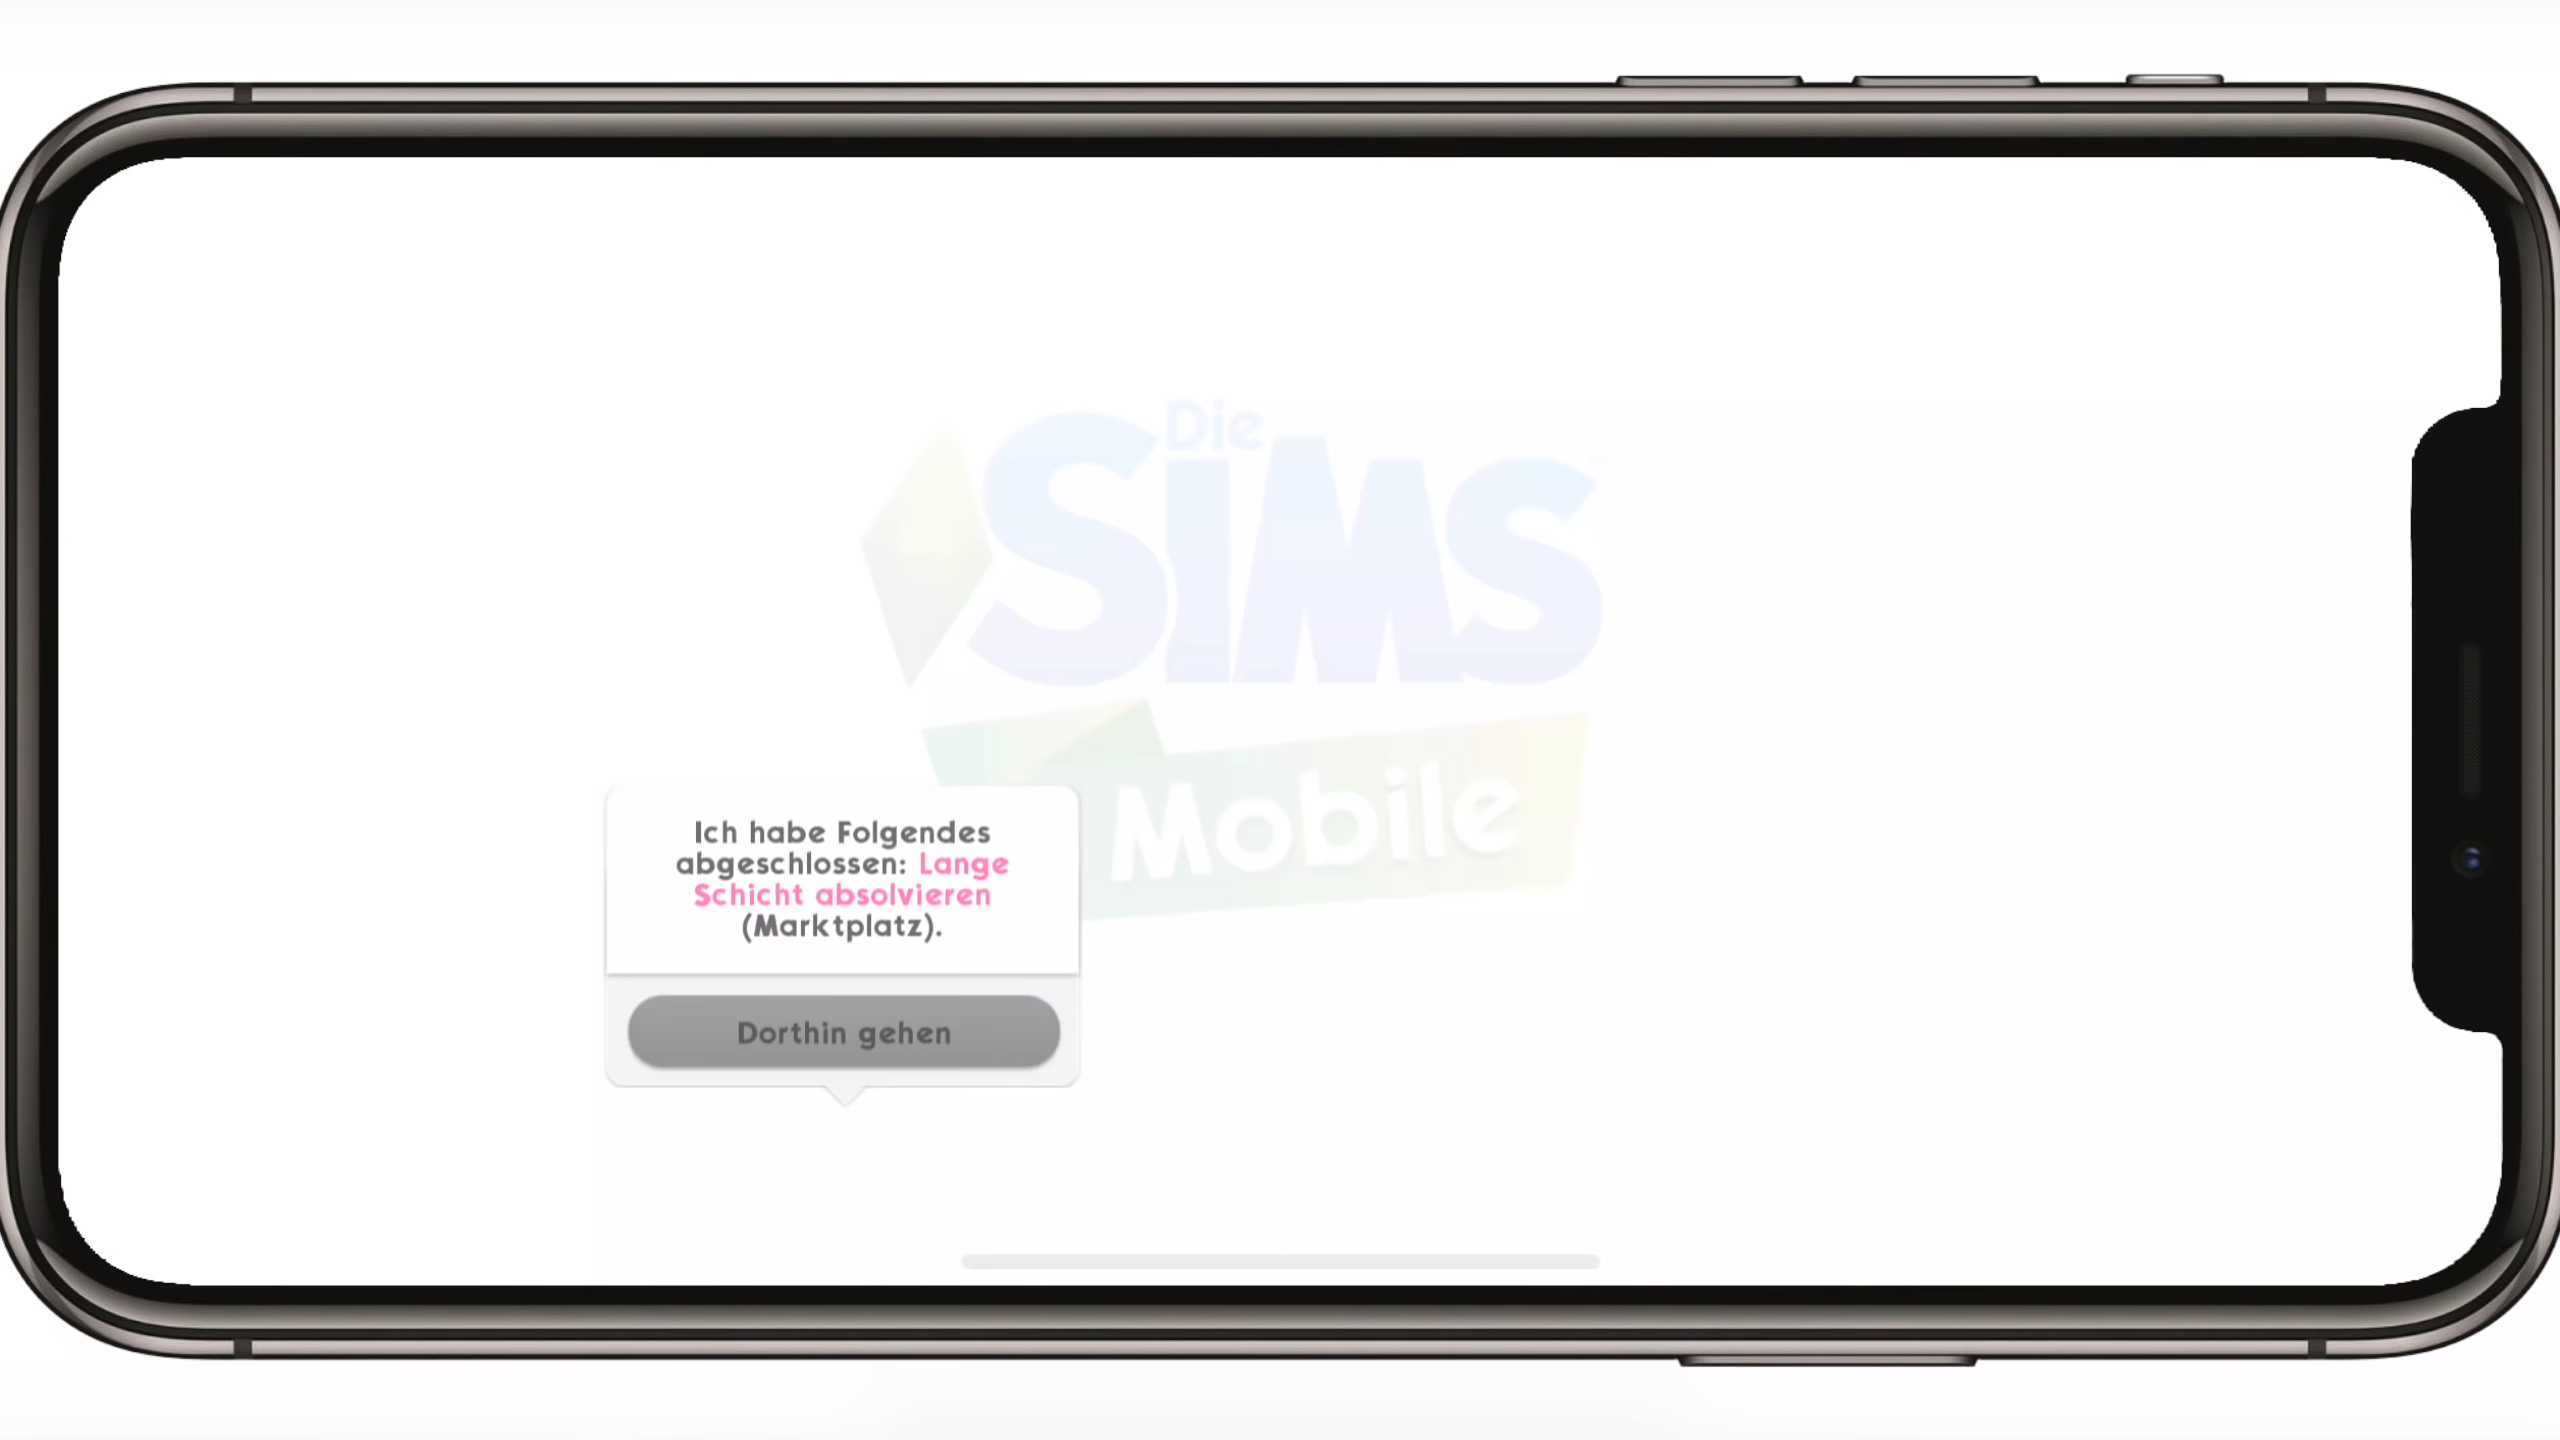 Die
SIMS
Mobile
Ich habe Folgendes
abgeschlossen: Lange
Schicht absolvieren
(Marktplatz).
Dorthin gehen